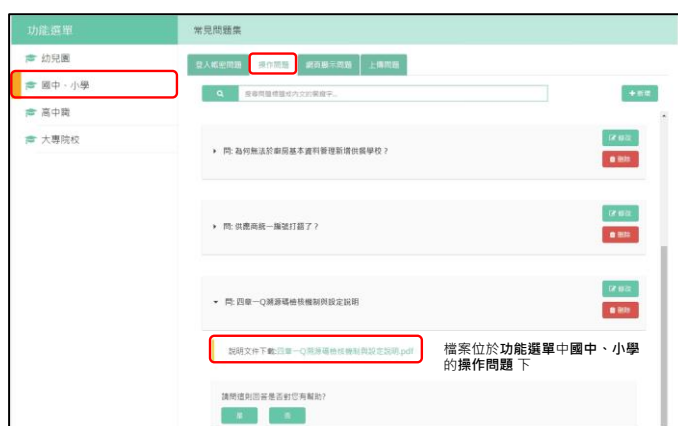 功能選單
常見問題集
幼兒園
國中、小學
高中職
大專院校
登入帳密問題
操作問題
網頁顯示問題
上傳問題
搜尋問題標題或內文的關鍵字...
+新增
問: 為何無法於廚房基本資料管理新增供餐學校？
修改
刪除
問: 供應商統一編號打錯了？
修改
刪除
問: 四章一Q溯源碼檢核機制與設定說明
修改
刪除
說明文件下載:四章一Q溯源碼檢核機制與設定說明.pdf
檔案位於功能選單中國中、小學
的操作問題 下
請問這則回答是否對您有幫助?
是
否